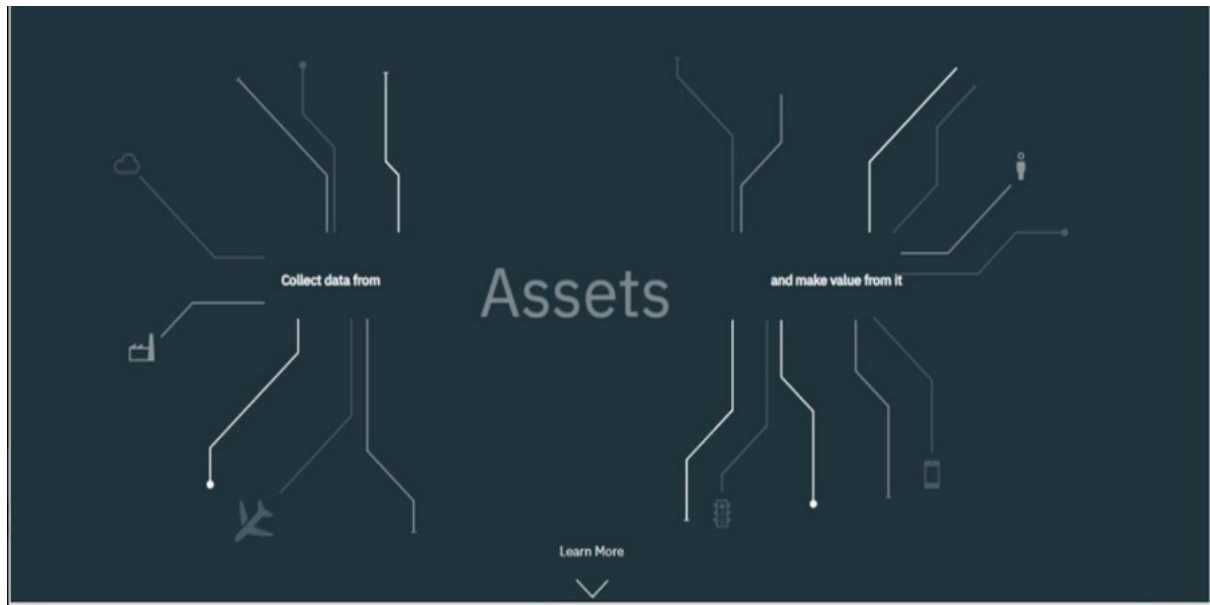 Collect data from
Assets
and make value from it
Learn More